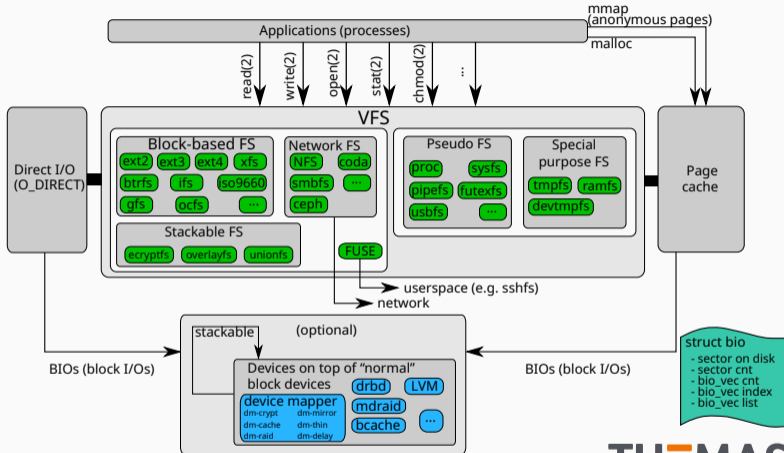 mmap
(anonymous pages)
malloc
Applications (processes)
read(2)
write(2)
open(2)
stat(2)
chmod(2)
...
VFS
Direct I/O
(O_DIRECT)
Block-based FS
ext2 ext3 ext4 xfs
btrfs ifs iso9660
gfs ocfs ...
Network FS
NFS coda
smbfs ...
ceph
Pseudo FS
proc sysfs
pipefs futexfs
usbfs ...
Special
purpose FS
tmpfs ramfs
devtmpfs
Page
cache
Stackable FS
ecryptfs overlayfs unionfs
FUSE
userspace (e.g. sshfs)
network
stackable
(optional)
BIOs (block I/Os)
BIOs (block I/Os)
Devices on top of “normal”
block devices
drbd LVM
device mapper
dm-crypt dm-mirror
dm-cache dm-thin
dm-raid dm-delay
mdraid
bcache
...
struct bio
- sector on disk
- sector cnt
- bio_vec cnt
- bio_vec index
- bio_vec list